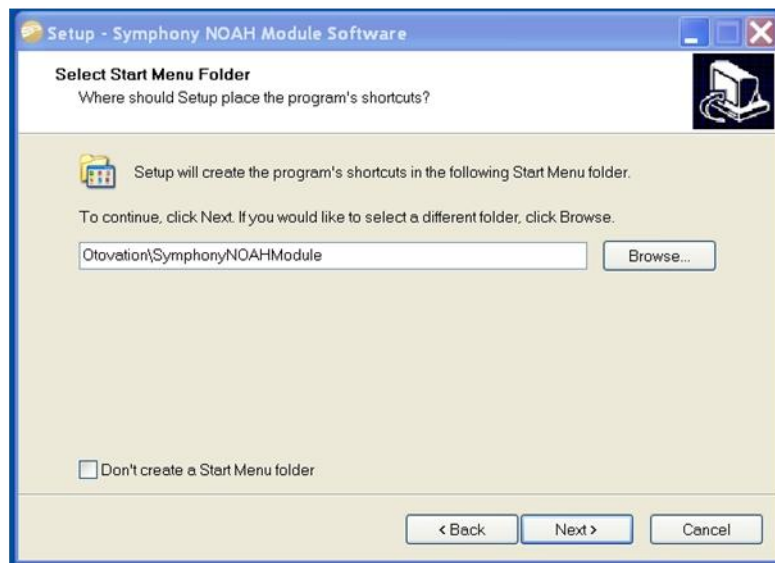 Setup - Symphony NOAH Module Software
Select Start Menu Folder
Where should Setup place the program's shortcuts?
Setup will create the program's shortcuts in the following Start Menu folder.
To continue, click Next. If you would like to select a different folder, click Browse.
Otovation\SymphonyNOAHModule
Browse...
Don't create a Start Menu folder
< Back
Next >
Cancel